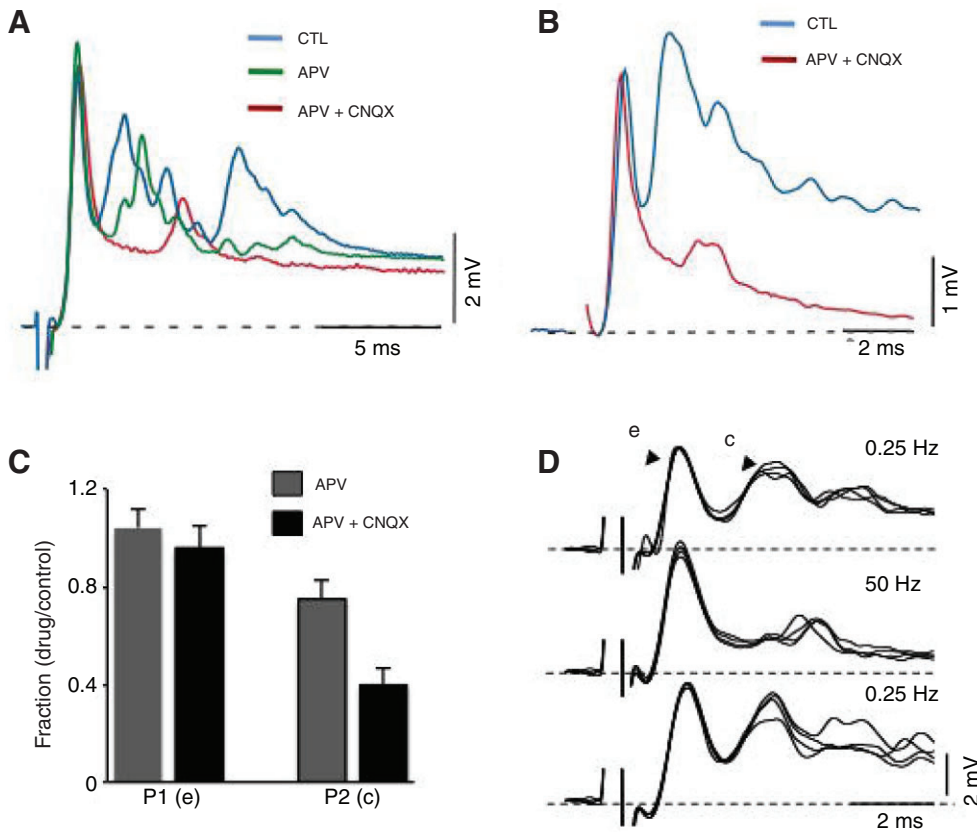 A
CTL
APV
APV + CNQX
2 mV
5 ms
B
CTL
APV + CNQX
1 mV
2 ms
C
APV
APV + CNQX
Fraction (drug/control)
1.2
0.8
0.4
0
P1 (e)
P2 (c)
D
e
c
0.25 Hz
50 Hz
0.25 Hz
2 mV
2 ms